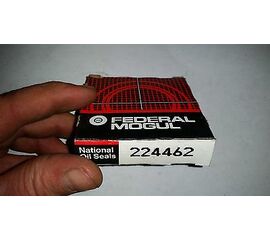 FEDERAL
MOGUL
National
Oil Seals
224462